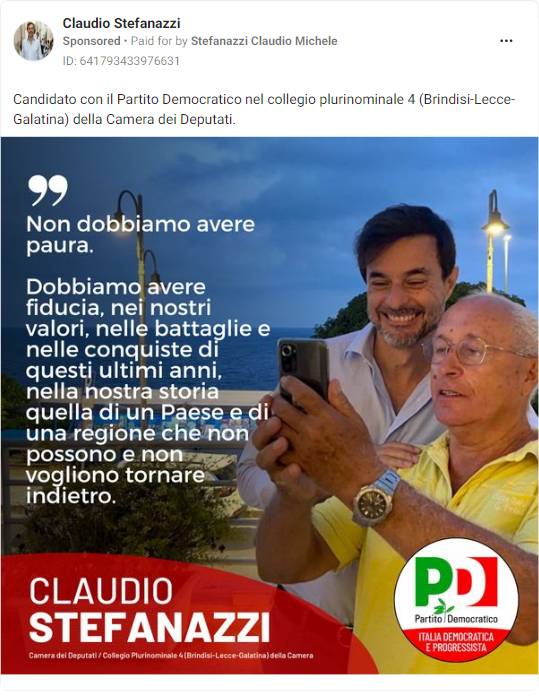 Claudio Stefanazzi
Sponsored • Paid for by Stefanazzi Claudio Michele
ID: 641793433976631
Candidato con il Partito Democratico nel collegio plurinominale 4 (Brindisi-Lecce-
Galatina) della Camera dei Deputati.
Non dobbiamo avere
paura.
Dobbiamo avere
fiducia, nei nostri
valori, nelle battaglie e
nelle conquiste di
questi ultimi anni,
nella nostra storia
quella di un Paese e di
una regione che non
possono e non
vogliono tornare
indietro.
CLAUDIO
STEFANAZZI
Camera dei Deputati / Collegio Plurinominale 4 (Brindisi-Lecce-Galatina) della Camera
PD
Partito Democratico
ITALIA DEMOCRATICA
E PROGRESSISTA